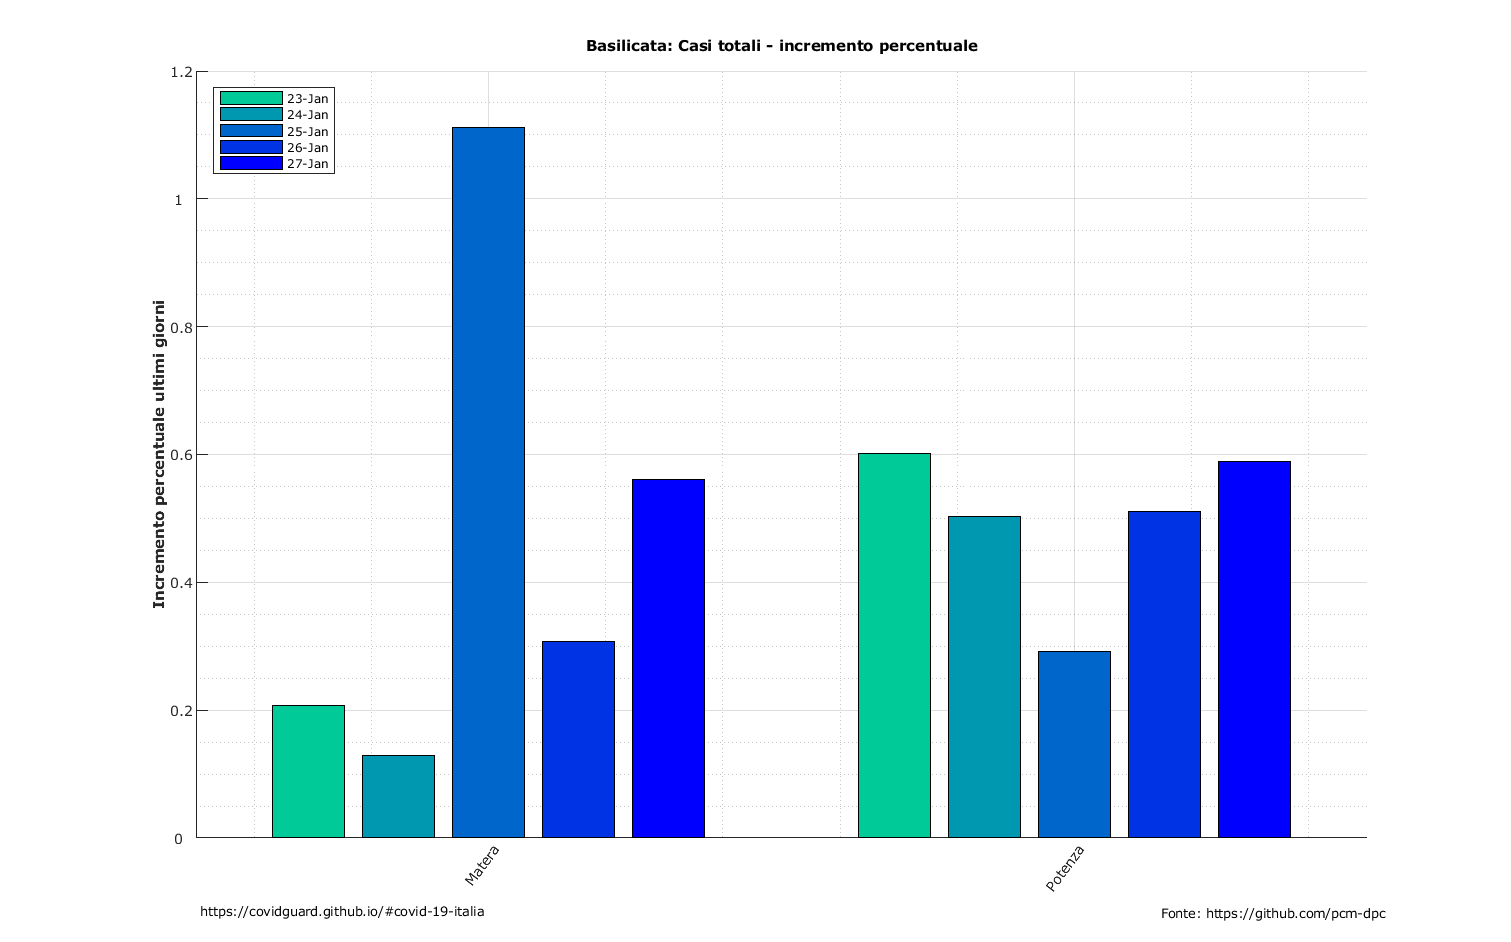 Basilicata: Casi totali - incremento percentuale
1.2
1
0.8
0.6
0.4
0.2
0
Incremento percentuale ultimi giorni
23-Jan
24-Jan
25-Jan
26-Jan
27-Jan
Matera
Potenza
https://covidguard.github.io/#covid-19-italia
Fonte: https://github.com/pcm-dpc